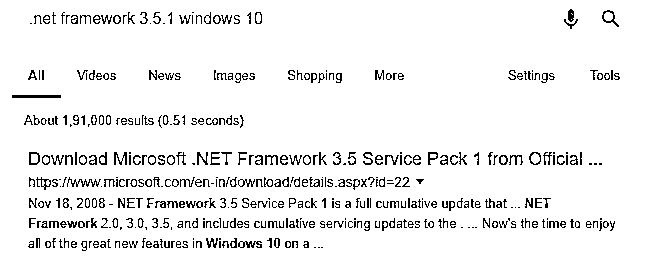 .net framework 3.5.1 windows 10
All Videos News Images Shopping More Settings Tools
About 1,91,000 results (0.51 seconds)
Download Microsoft .NET Framework 3.5 Service Pack 1 from Official ...
https://www.microsoft.com/en-in/download/details.aspx?id=22
Nov 18, 2008 - NET Framework 3.5 Service Pack 1 is a full cumulative update that ... NET
Framework 2.0, 3.0, 3.5, and includes cumulative servicing updates to the . ... Now's the time to enjoy
all of the great new features in Windows 10 on a ...